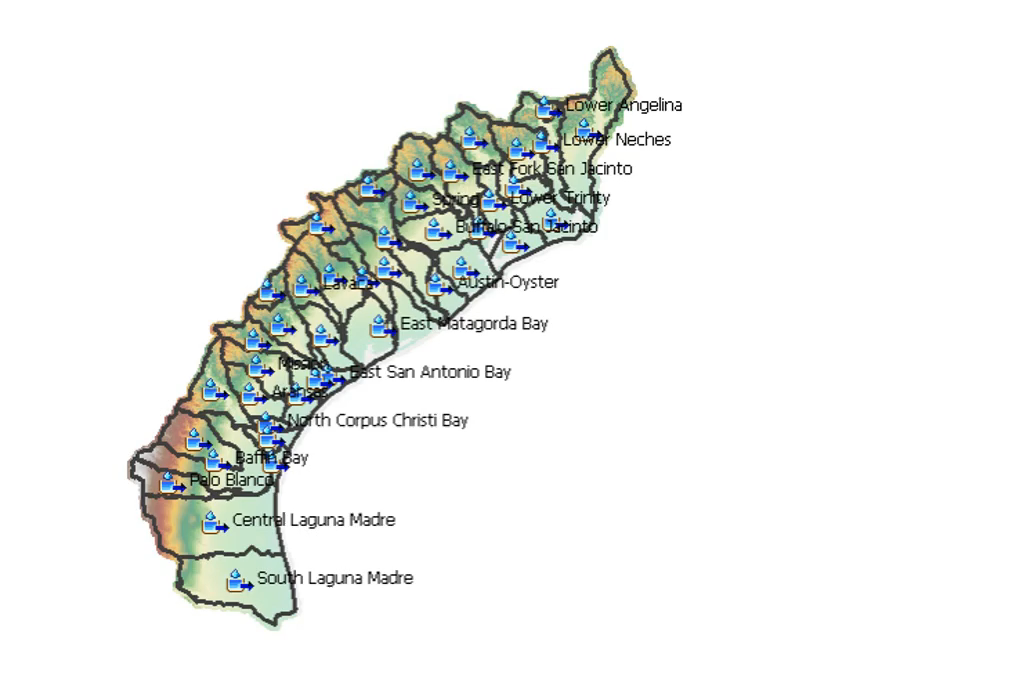 Lower Angelina
Lower Neches
East Fork San Jacinto
Spring
Lower Trinity
Buffalo-San Jacinto
Lavaca
Austin-Oyster
East Matagorda Bay
Mission
East San Antonio Bay
Aransas
North Corpus Christi Bay
Baffin Bay
Palo Blanco
Central Laguna Madre
South Laguna Madre